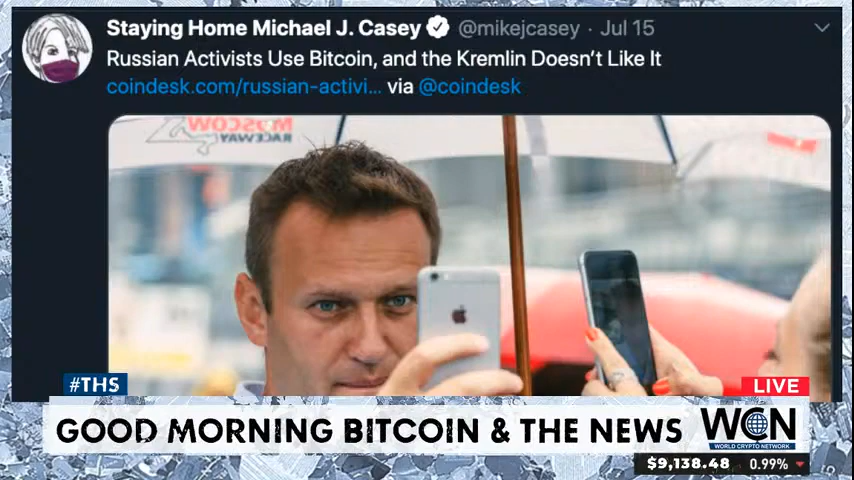 Staying Home Michael J. Casey @mikejcasey · Jul 15
Russian Activists Use Bitcoin, and the Kremlin Doesn't Like It
coindesk.com/russian-activi... via @coindesk
MOSCOW
RACEWAY
#THS
LIVE
GOOD MORNING BITCOIN & THE NEWS
WCN
WORLD CRYPTO NETWORK
$9,138.48 0.99%